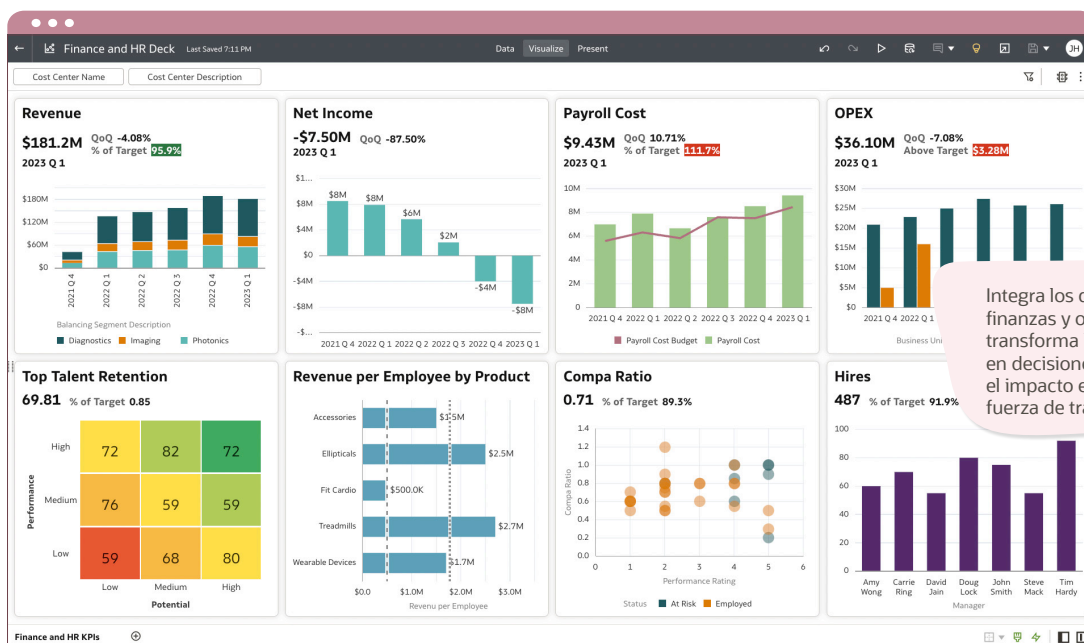 Finance and HR Deck Last Saved 7:11 PM Data Visualize Present JH
Cost Center Name Cost Center Description
Revenue
$181.2M QoQ -4.08%
% of Target 95.9%
2023 Q 1
$180M
$120M
$60M
$0
2021 Q 4 2022 Q 1 2022 Q 2 2022 Q 3 2022 Q 4 2023 Q 1
Balancing Segment Description
Diagnostics Imaging Photonics
Net Income
-$7.50M QoQ -87.50%
2023 Q 1
$1...
$8M
$4M
$0
-$4M
-$8M
-$...
$8M $8M $6M $2M -$4M -$8M
2021 Q 4 2022 Q 1 2022 Q 2 2022 Q 3 2022 Q 4 2023 Q 1
Payroll Cost
$9.43M QoQ 10.71%
% of Target 111.7%
2023 Q 1
10M
8M
6M
4M
2M
0
2021 Q 4 2022 Q 1 2022 Q 2 2022 Q 3 2022 Q 4 2023 Q 1
Payroll Cost Budget Payroll Cost
OPEX
$36.10M QoQ -7.08%
Above Target $3.28M
2023 Q 1
$30M
$25M
$20M
$15M
$10M
$5M
$0
2021 Q 4 2022 Q 1
Business Uni
Integra los
finanzas y
transforma
en
el impacto
fuerza de
Top Talent Retention
69.81 % of Target 0.85
Performance
High 72 82 72
Medium 76 59 59
Low 59 68 80
Low Medium High
Potential
Revenue per Employee by Product
Accessories $1.5M
Ellipticals $2.5M
Fit Cardio $500.0K
Treadmills $2.7M
Wearable Devices $1.7M
$0.0 $1.0M $2.0M $3.0M
Revenu per Employee
Compa Ratio
0.71 % of Target 89.3%
Compa Ratio
1.4
1.2
1.0
0.8
0.6
0.4
0.2
0.0
0 1 2 3 4 5 6
Performance Rating
Status At Risk Employed
Hires
487 % of Target 91.9%
100
80
60
40
20
0
Amy Wong Carrie Ring David Jain Doug Lock John Smith Steve Mack Tim Hardy
Manager
Finance and HR KPIs